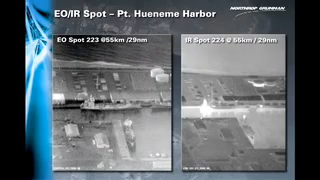 EO/IR Spot – Pt. Hueneme Harbor
NORTHROP GRUMMAN
EO Spot 223 @55km /29nm
IR Spot 224 @ 55km / 29nm